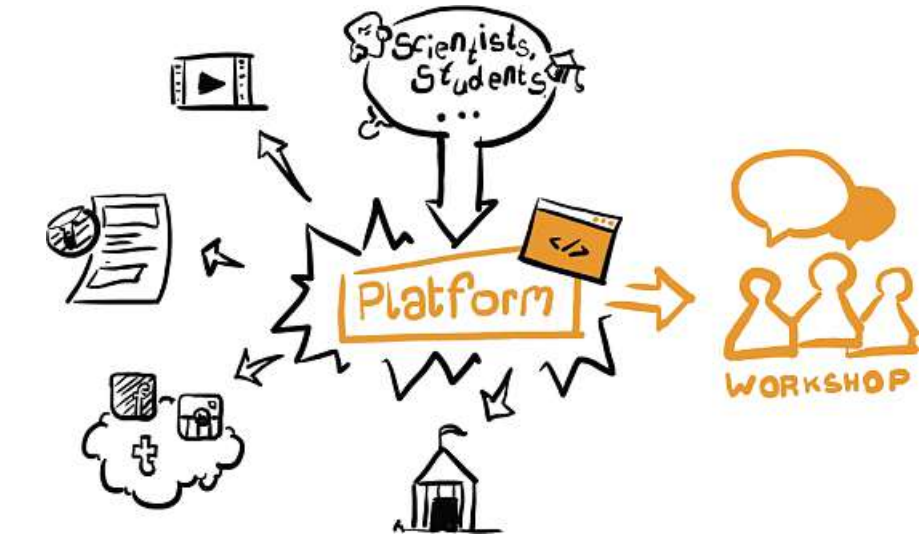 Scientists,
Students
...
</>
Platform
f
t
WORKSHOP